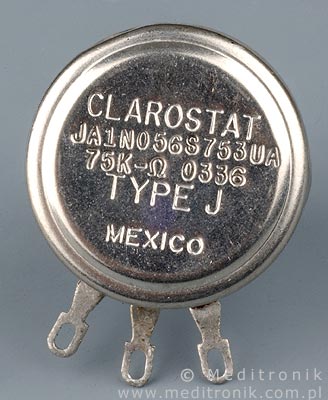 CLAROSTAT
JA1N056S753UA
75K-Ω 0336
TYPE J
MEXICO
© Meditronik
www.meditronik.com.pl